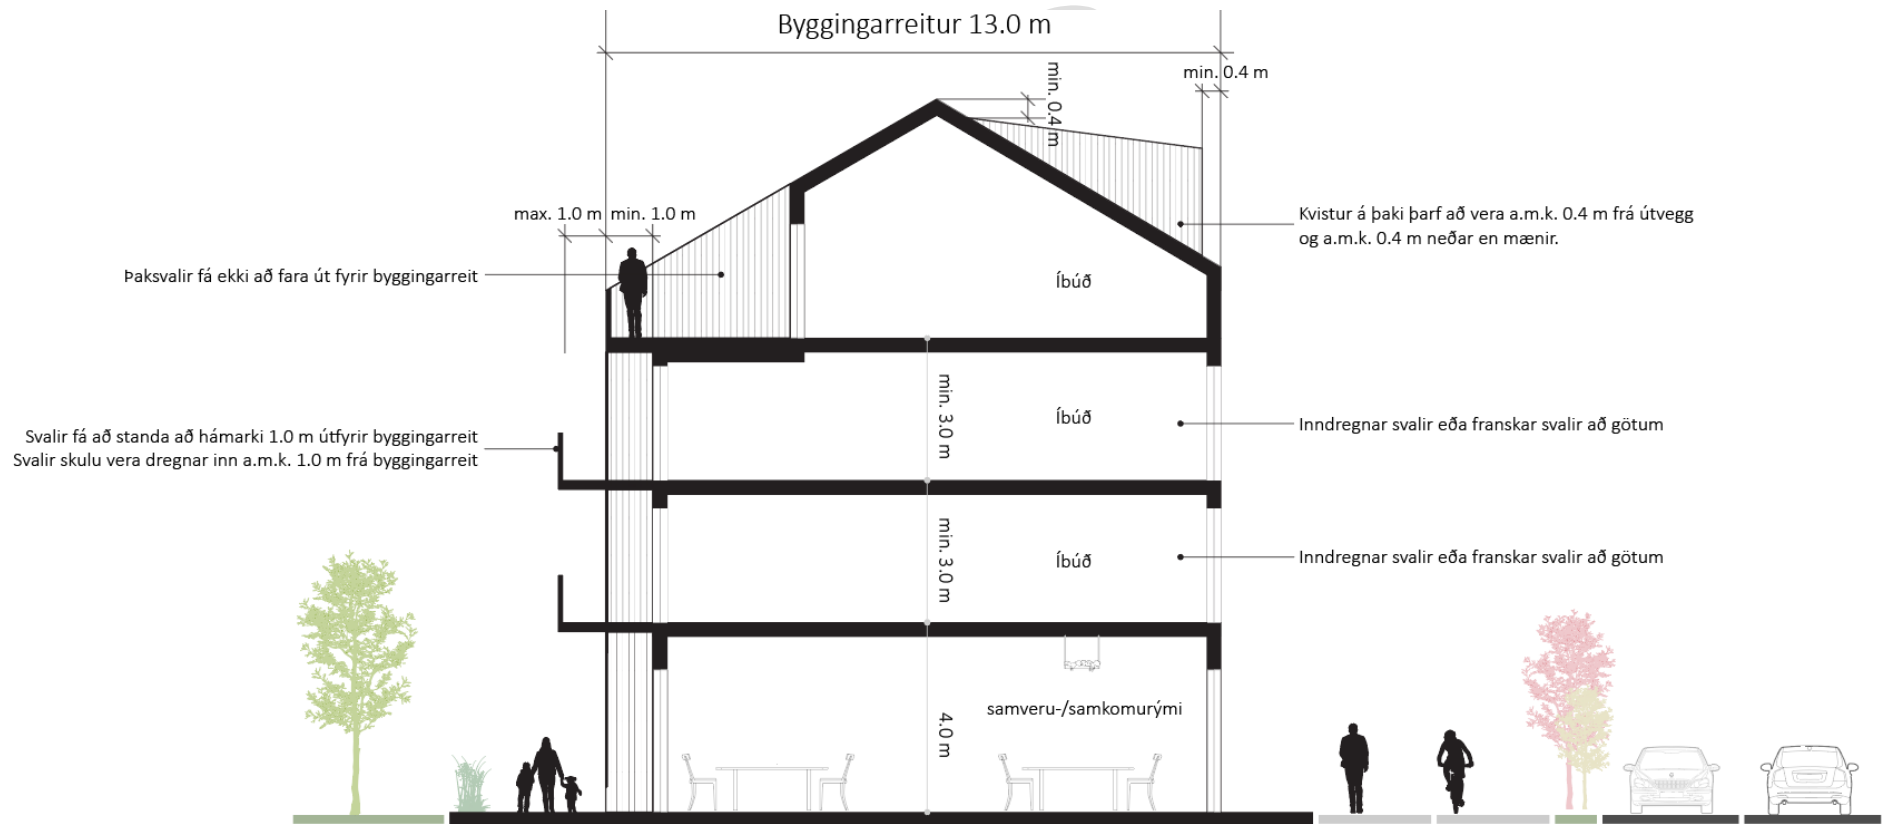 Byggingarreitur 13.0 m
min. 0.4 m
min. 0.4 m
max. 1.0 m
min. 1.0 m
Kvistur á þaki þarf að vera a.m.k. 0.4 m frá útvegg
og a.m.k. 0.4 m neðar en mænir.
Þaksvalir fá ekki að fara út fyrir byggingarreit
Íbúð
min. 3.0 m
Íbúð
Inndregnar svalir eða franskar svalir að götum
Svalir fá að standa að hámarki 1.0 m útfyrir byggingarreit
Svalir skulu vera dregnar inn a.m.k. 1.0 m frá byggingarreit
min. 3.0 m
Íbúð
Inndregnar svalir eða franskar svalir að götum
samveru-/samkomurými
4.0 m